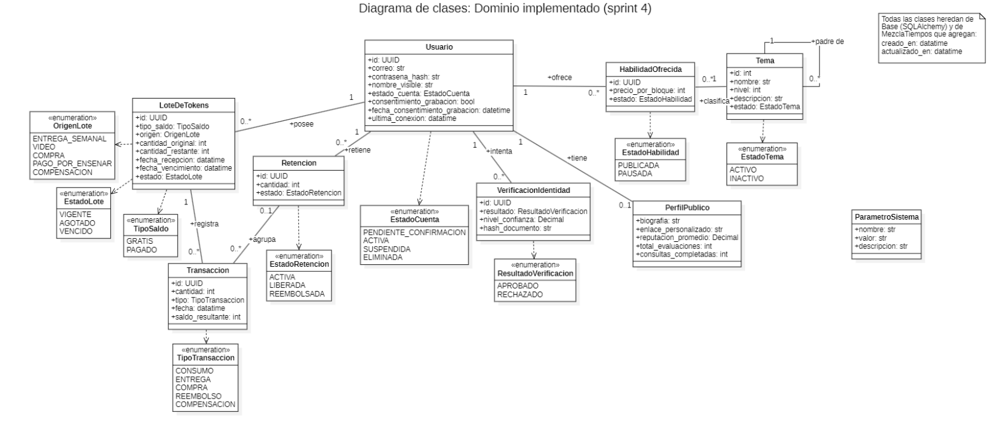 Diagrama de clases: Dominio implementado (sprint 4)
Todas las clases heredan de
Base (SQLAlchemy) y de
MezclaTiempos que agregan:
creado_en: datatime
actualizado_en: datatime
Usuario
+id: UUID
+correo: str
+contrasena_hash: str
+nombre_visible: str
+estado_cuenta: EstadoCuenta
+consentimiento_grabacion: bool
+fecha_consentimiento_grabacion: datetime
+ultima_conexion: datatime
1
+ofrece
0..*
HabilidadOfrecida
+id: UUID
+precio_por_bloque: int
+estado: EstadoHabilidad
0..*
1
+clasifica
Tema
+id: int
+nombre: str
+nivel: int
+descripcion: str
+estado: EstadoTema
1
+padre de
0..*
LoteDeTokens
+id: UUID
+tipo_saldo: TipoSaldo
+origen: OrigenLote
+cantidad_original: int
+cantidad_restante: int
+fecha_recepcion: datatime
+fecha_vencimiento: datatime
+estado: EstadoLote
0..*
1
+posee
«enumeration»
OrigenLote
ENTREGA_SEMANAL
VIDEO
COMPRA
PAGO_POR_ENSENAR
COMPENSACION
«enumeration»
EstadoLote
VIGENTE
AGOTADO
VENCIDO
«enumeration»
TipoSaldo
GRATIS
PAGADO
1
+registra
0..*
1
0..*
+retiene
Retencion
+id: UUID
+cantidad: int
+estado: EstadoRetencion
0..1
+agrupa
0..*
«enumeration»
EstadoRetencion
ACTIVA
LIBERADA
REEMBOLSADA
Transaccion
+id: UUID
+cantidad: int
+tipo: TipoTransaccion
+fecha: datatime
+saldo_resultante: int
«enumeration»
TipoTransaccion
CONSUMO
ENTREGA
COMPRA
REEMBOLSO
COMPENSACION
«enumeration»
EstadoCuenta
PENDIENTE_CONFIRMACION
ACTIVA
SUSPENDIDA
ELIMINADA
1
+intenta
0..*
VerificacionIdentidad
+id: UUID
+resultado: ResultadoVerificacion
+nivel_confianza: Decimal
+hash_documento: str
«enumeration»
ResultadoVerificacion
APROBADO
RECHAZADO
1
+tiene
0..1
PerfilPublico
+biografia: str
+enlace_personalizado: str
+reputacion_promedio: Decimal
+total_evaluaciones: int
+consultas_completadas: int
«enumeration»
EstadoHabilidad
PUBLICADA
PAUSADA
«enumeration»
EstadoTema
ACTIVO
INACTIVO
ParametroSistema
+nombre: str
+valor: str
+descripcion: str